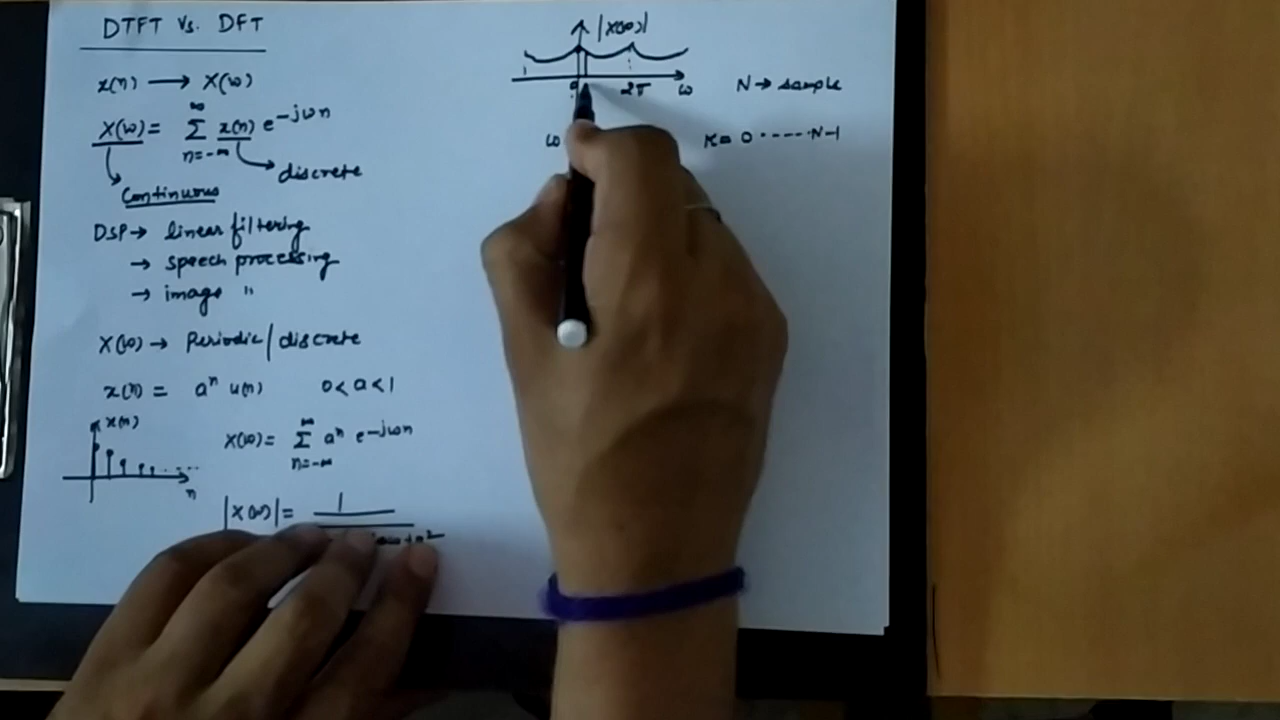 DTFT Vs. DFT
x(n) ⟶ X(ω)
X(ω) = ∞ Σ n=-∞ x(n) e^-jωn
discrete
Continuous
DSP → linear filtering
→ speech processing
→ image "
X(ω) → Periodic/discrete
x(n) = a^n u(n) 0 < a < 1
x(n)
n
X(ω) = ∞ Σ n=-∞ a^n e^-jωn
|X(ω)| = 1
|X(ω)|
0 2π ω
N → sample
ω
K = 0 ----- N-1